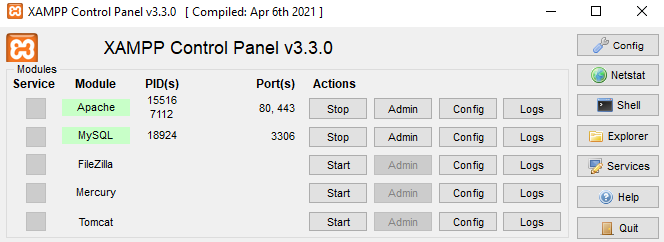 XAMPP Control Panel v3.3.0 [ Compiled: Apr 6th 2021 ]
XAMPP Control Panel v3.3.0
Config
Modules
Service Module PID(s) Port(s) Actions
Netstat
Apache 15516 7112 80, 443 Stop Admin Config Logs
Shell
MySQL 18924 3306 Stop Admin Config Logs
Explorer
FileZilla Start Admin Config Logs
Services
Mercury Start Admin Config Logs
Help
Tomcat Start Admin Config Logs
Quit